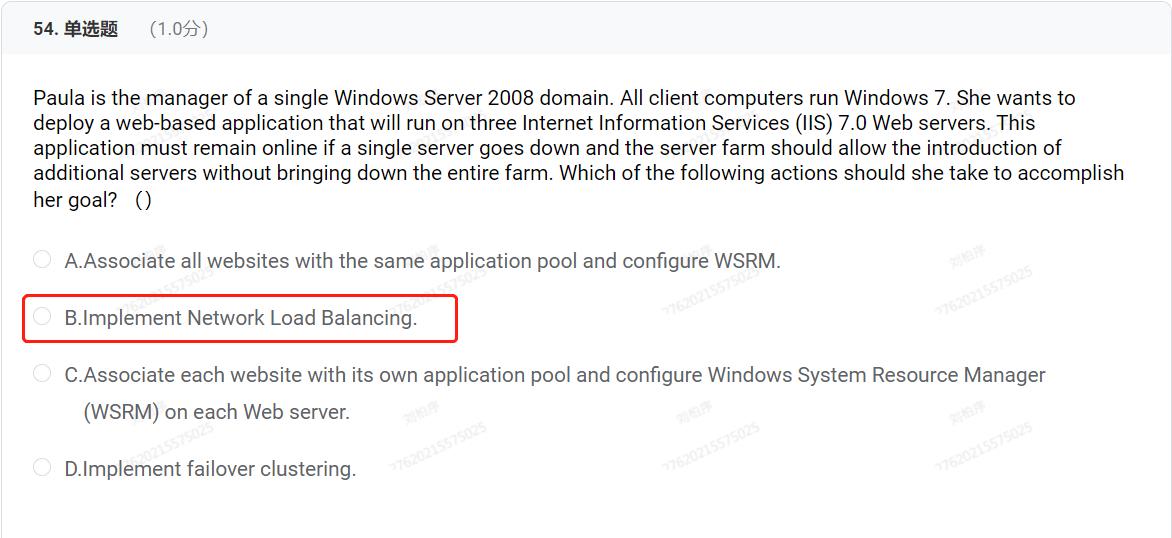 54. 单选题 （1.0分）
Paula is the manager of a single Windows Server 2008 domain. All client computers run Windows 7. She wants to
deploy a web-based application that will run on three Internet Information Services (IIS) 7.0 Web servers. This
application must remain online if a single server goes down and the server farm should allow the introduction of
additional servers without bringing down the entire farm. Which of the following actions should she take to accomplish
her goal? （）
A.Associate all websites with the same application pool and configure WSRM.
B.Implement Network Load Balancing.
C.Associate each website with its own application pool and configure Windows System Resource Manager
(WSRM) on each Web server.
D.Implement failover clustering.